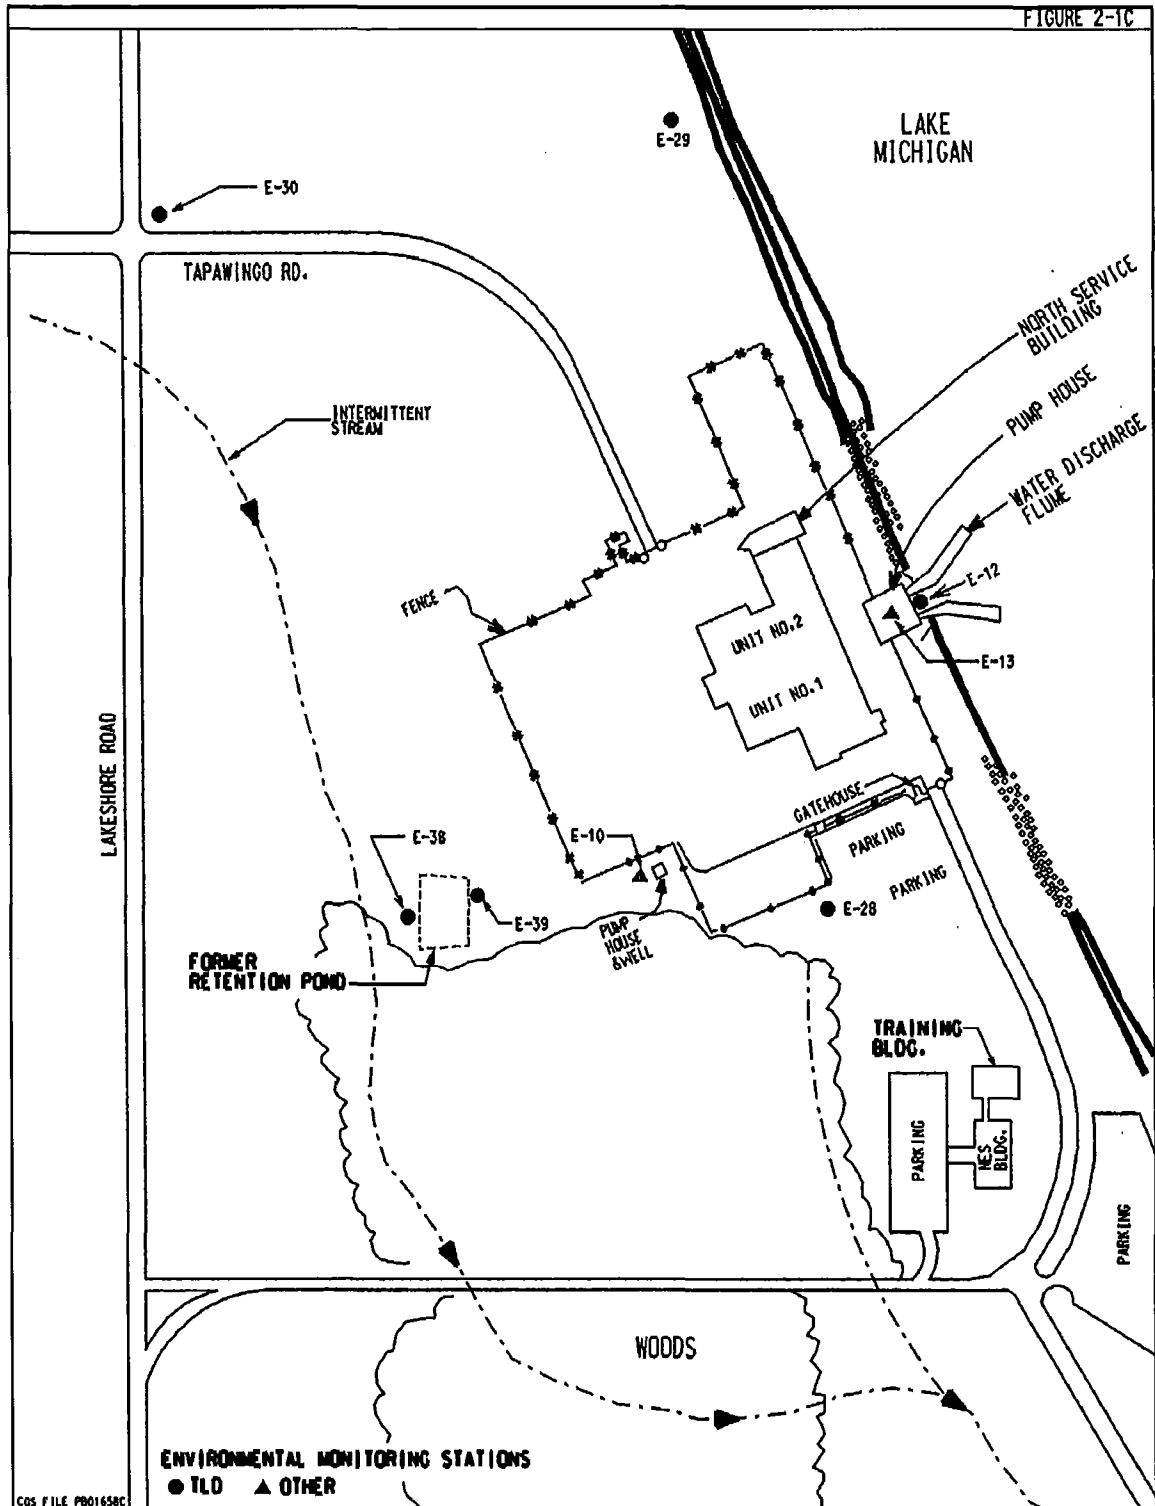 FIGURE 2-1C
LAKE
MICHIGAN
E-29
E-30
TAPAWINGO RD.
NORTH SERVICE
BUILDING
PUMP HOUSE
WATER DISCHARGE
FLUME
INTERMITTENT
STREAM
FENCE
E-12
E-13
UNIT NO.2
UNIT NO.1
LAKESHORE ROAD
GATEHOUSE
PARKING
PARKING
E-38
E-10
E-39
E-28
PUMP
HOUSE
&WELL
FORMER
RETENTION POND
TRAINING
BLDG.
PARKING
NES
BLDG.
PARKING
WOODS
ENVIRONMENTAL MONITORING STATIONS
TLD
OTHER
CGS FILE PB01658C